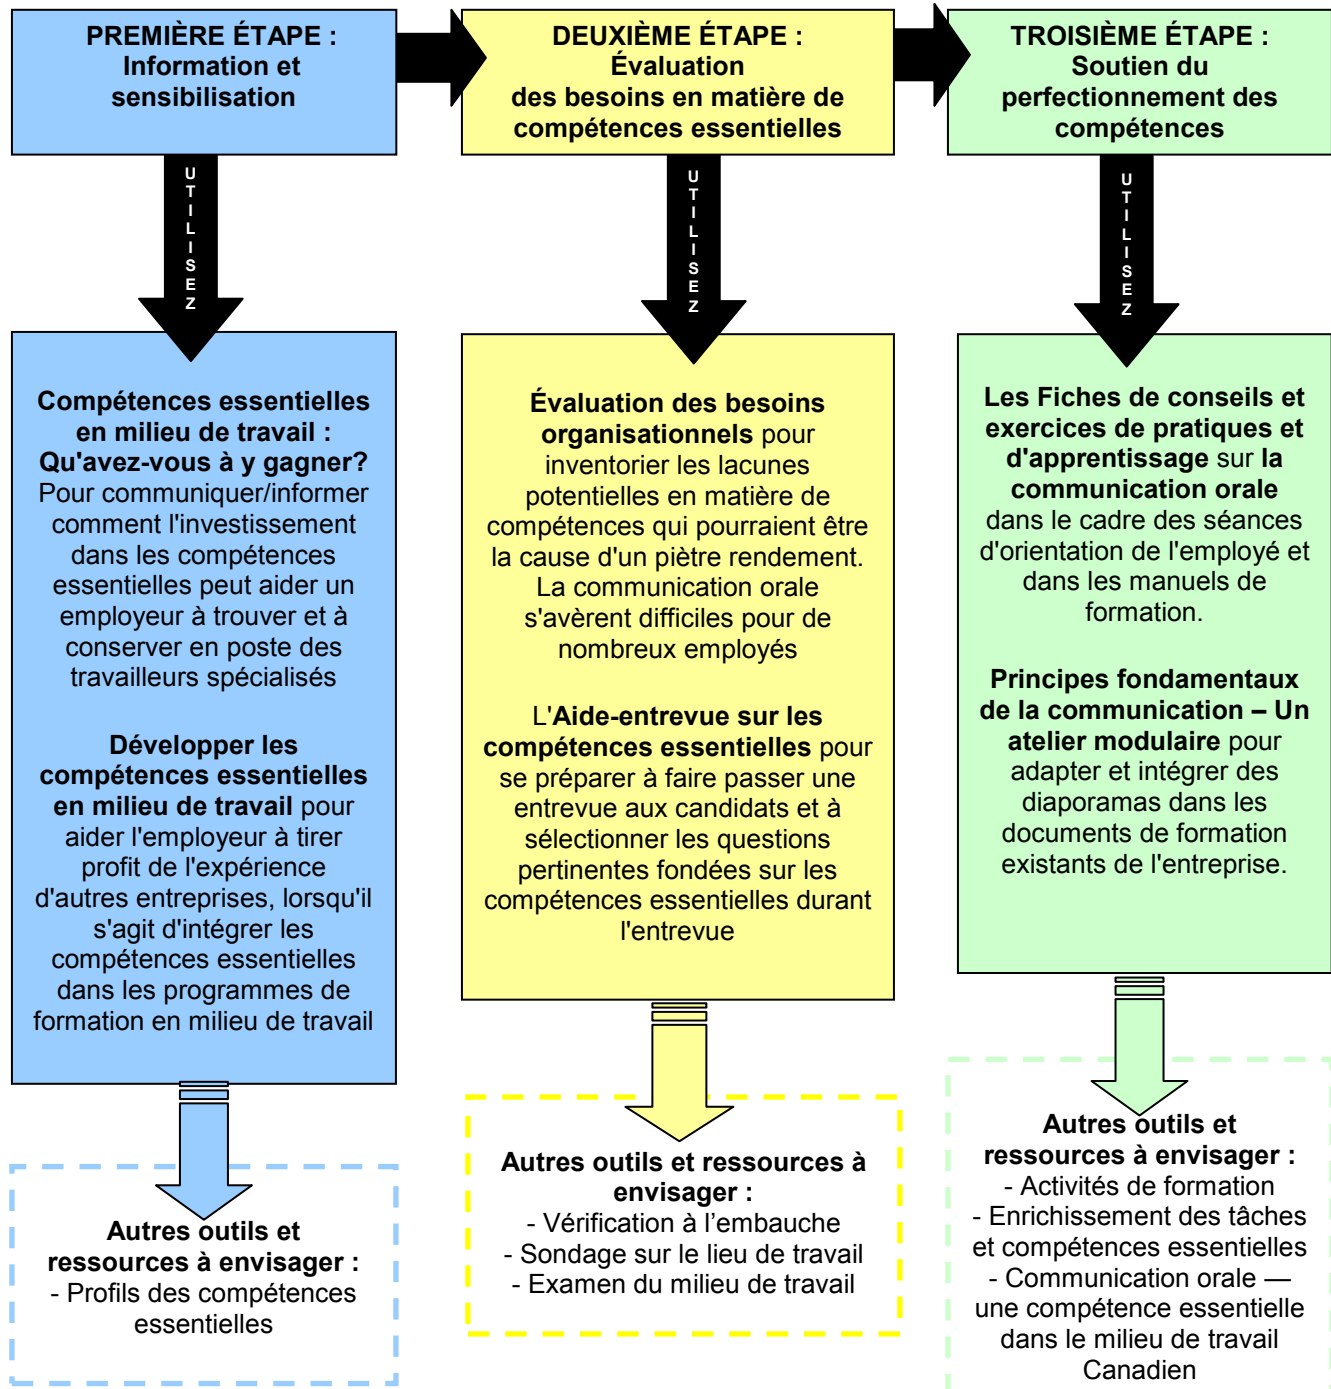 PREMIÈRE ÉTAPE :
Information et
sensibilisation
DEUXIÈME ÉTAPE :
Évaluation
des besoins en matière de
compétences essentielles
TROISIÈME ÉTAPE :
Soutien du
perfectionnement des
compétences
UTILISEZ
UTILISEZ
UTILISEZ
Compétences essentielles
en milieu de travail :
Qu'avez-vous à y gagner?
Pour communiquer/informer
comment l'investissement
dans les compétences
essentielles peut aider un
employeur à trouver et à
conserver en poste des
travailleurs spécialisés
Développer les
compétences essentielles
en milieu de travail pour
aider l'employeur à tirer
profit de l'expérience
d'autres entreprises, lorsqu'il
s'agit d'intégrer les
compétences essentielles
dans les programmes de
formation en milieu de travail
Évaluation des besoins
organisationnels pour
inventorier les lacunes
potentielles en matière de
compétences qui pourraient être
la cause d'un piètre rendement.
La communication orale
s'avèrent difficiles pour de
nombreux employés
L'Aide-entrevue sur les
compétences essentielles pour
se préparer à faire passer une
entrevue aux candidats et à
sélectionner les questions
pertinentes fondées sur les
compétences essentielles durant
l'entrevue
Les Fiches de conseils et
exercices de pratiques et
d'apprentissage sur la
communication orale
dans le cadre des séances
d'orientation de l'employé et
dans les manuels de
formation.
Principes fondamentaux
de la communication – Un
atelier modulaire pour
adapter et intégrer des
diaporamas dans les
documents de formation
existants de l'entreprise.
Autres outils et
ressources à envisager :
- Profils des compétences
essentielles
Autres outils et ressources à
envisager :
- Vérification à l’embauche
- Sondage sur le lieu de travail
- Examen du milieu de travail
Autres outils et
ressources à envisager :
- Activités de formation
- Enrichissement des tâches
et compétences essentielles
- Communication orale —
une compétence essentielle
dans le milieu de travail
Canadien